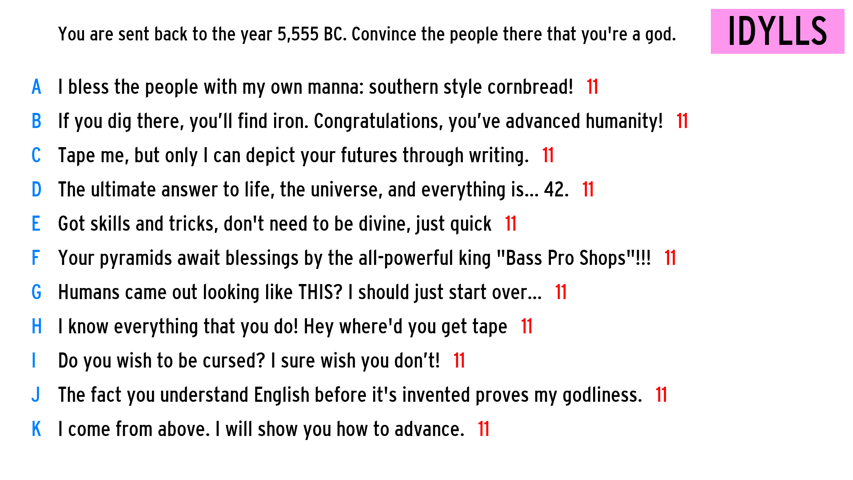 You are sent back to the year 5,555 BC. Convince the people there that you're a god.
IDYLLS
A I bless the people with my own manna: southern style cornbread! 11
B If you dig there, you’ll find iron. Congratulations, you’ve advanced humanity! 11
C Tape me, but only I can depict your futures through writing. 11
D The ultimate answer to life, the universe, and everything is... 42. 11
E Got skills and tricks, don't need to be divine, just quick 11
F Your pyramids await blessings by the all-powerful king "Bass Pro Shops"!!! 11
G Humans came out looking like THIS? I should just start over... 11
H I know everything that you do! Hey where'd you get tape 11
I Do you wish to be cursed? I sure wish you don’t! 11
J The fact you understand English before it's invented proves my godliness. 11
K I come from above. I will show you how to advance. 11